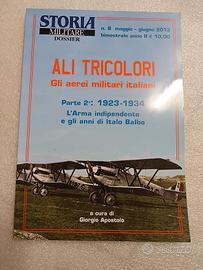 STORIA
MILITARE
DOSSIER
n. 8 maggio - giugno 2013
bimestrale anno II € 10,00
ALI TRICOLORI
Gli aerei militari italiani
Parte 2ª: 1923-1934
L'Arma indipendente
e gli anni di Italo Balbo
a cura di
Giorgio Apostolo
subito